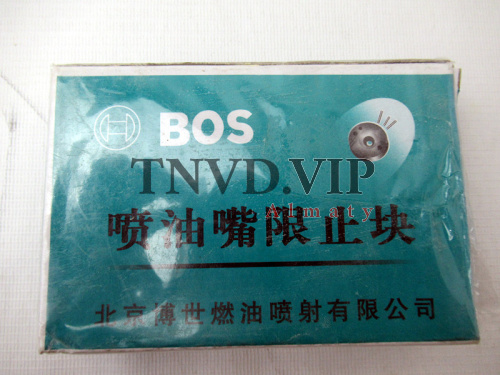 BOS
TNVD.VIP
Almaty
喷油嘴限止块
北京博世燃油喷射有限公司